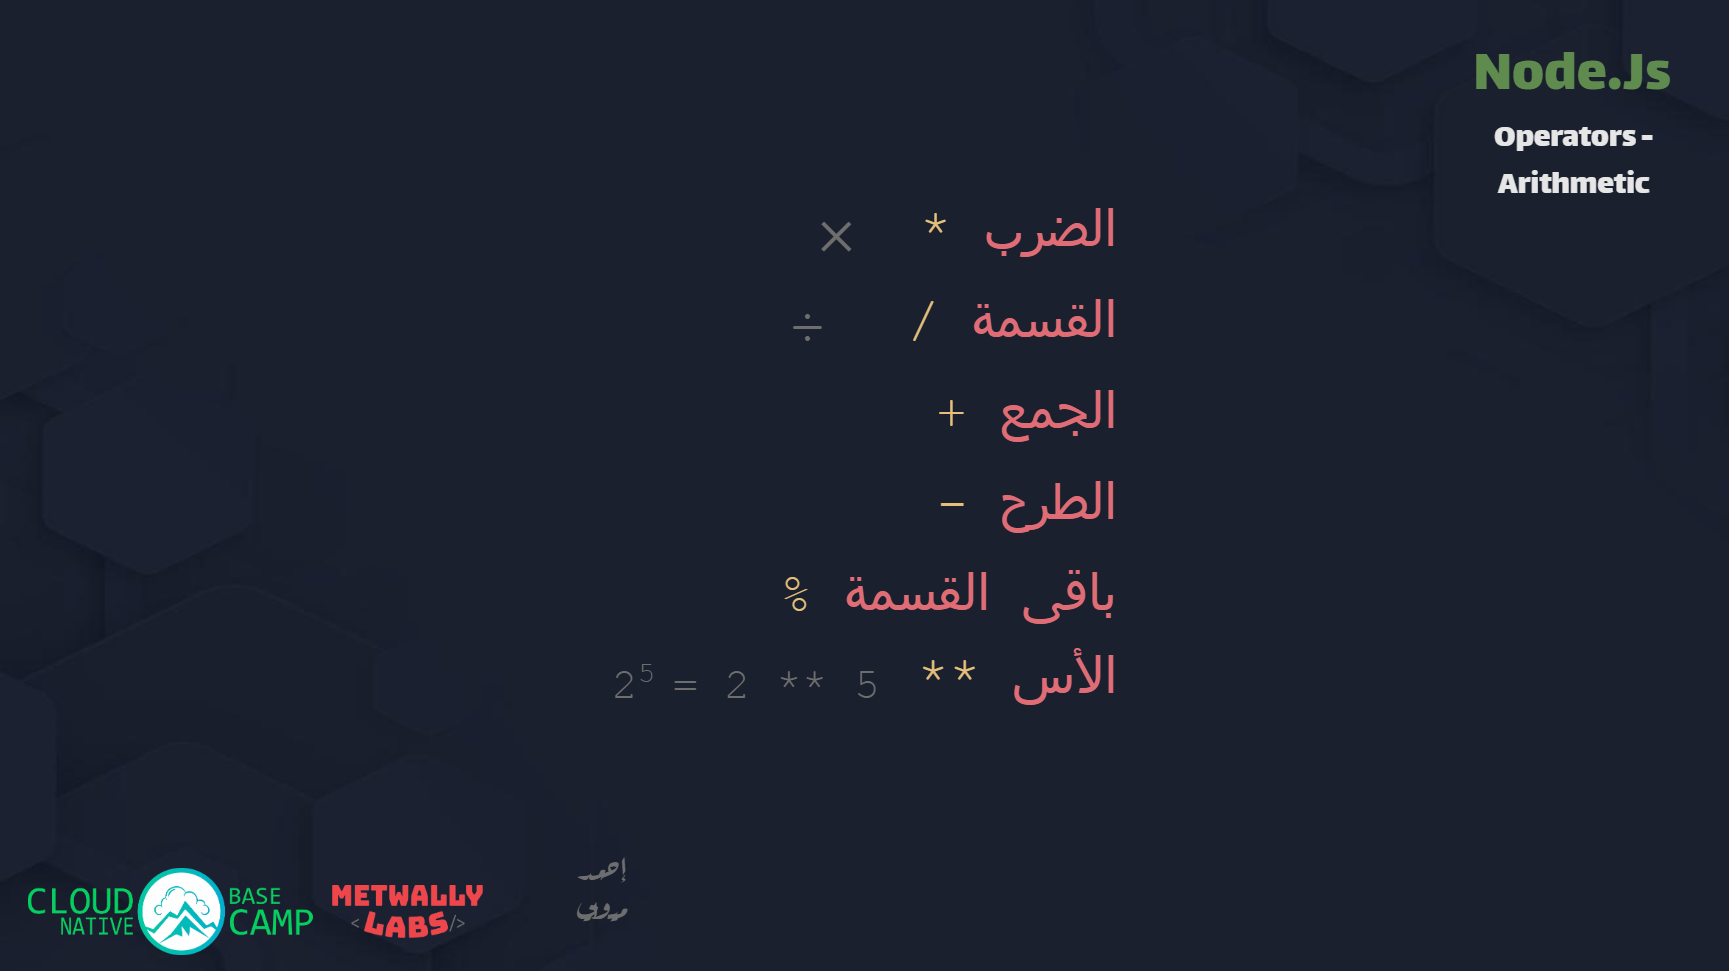 Node.Js
Operators -
Arithmetic
الضرب * ×
القسمة / ÷
الجمع +
الطرح -
باقى القسمة %
الأس ** 2⁵ = 2 ** 5
CLOUD NATIVE BASE CAMP
METWALLY
<LABS/>